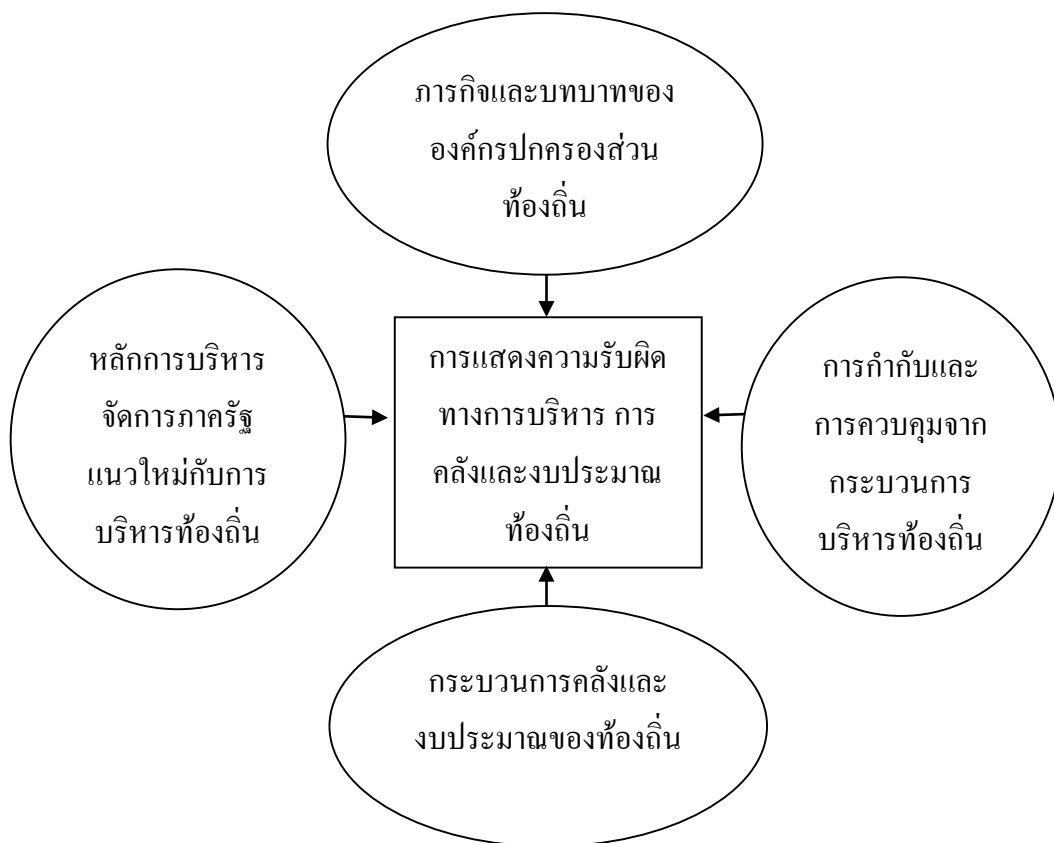 ภารกิจและบทบาทของ
องค์กรปกครองส่วน
ท้องถิ่น
หลักการบริหาร
จัดการภาครัฐ
แนวใหม่กับการ
บริหารท้องถิ่น
การแสดงความรับผิด
ทางการบริหาร การ
คลังและงบประมาณ
ท้องถิ่น
การกำกับและ
การควบคุมจาก
กระบวนการ
บริหารท้องถิ่น
กระบวนการคลังและ
งบประมาณของท้องถิ่น